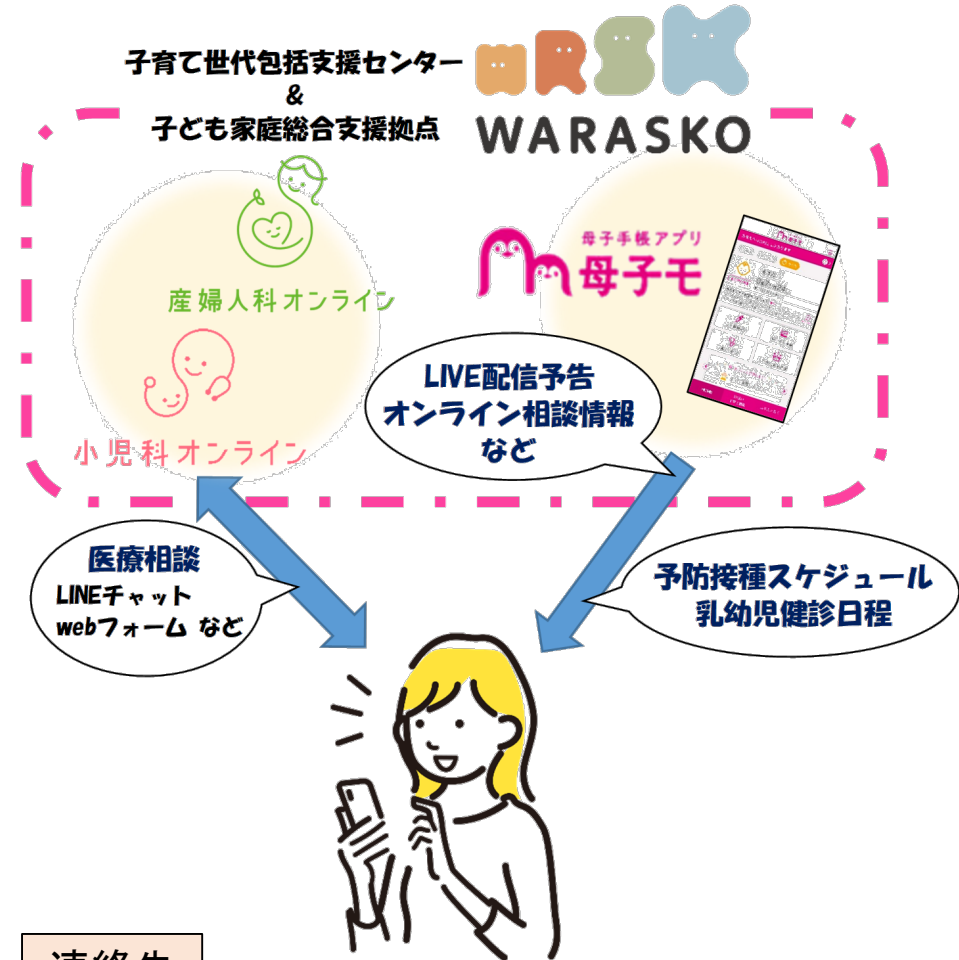 子育て世代包括支援センター
&
子ども家庭総合支援拠点
WRSK
WARASKO
産婦人科オンライン
小児科オンライン
母子手帳アプリ
母子モ
LIVE配信予告
オンライン相談情報
など
医療相談
LINEチャット
webフォーム など
予防接種スケジュール
乳幼児健診日程
連絡先